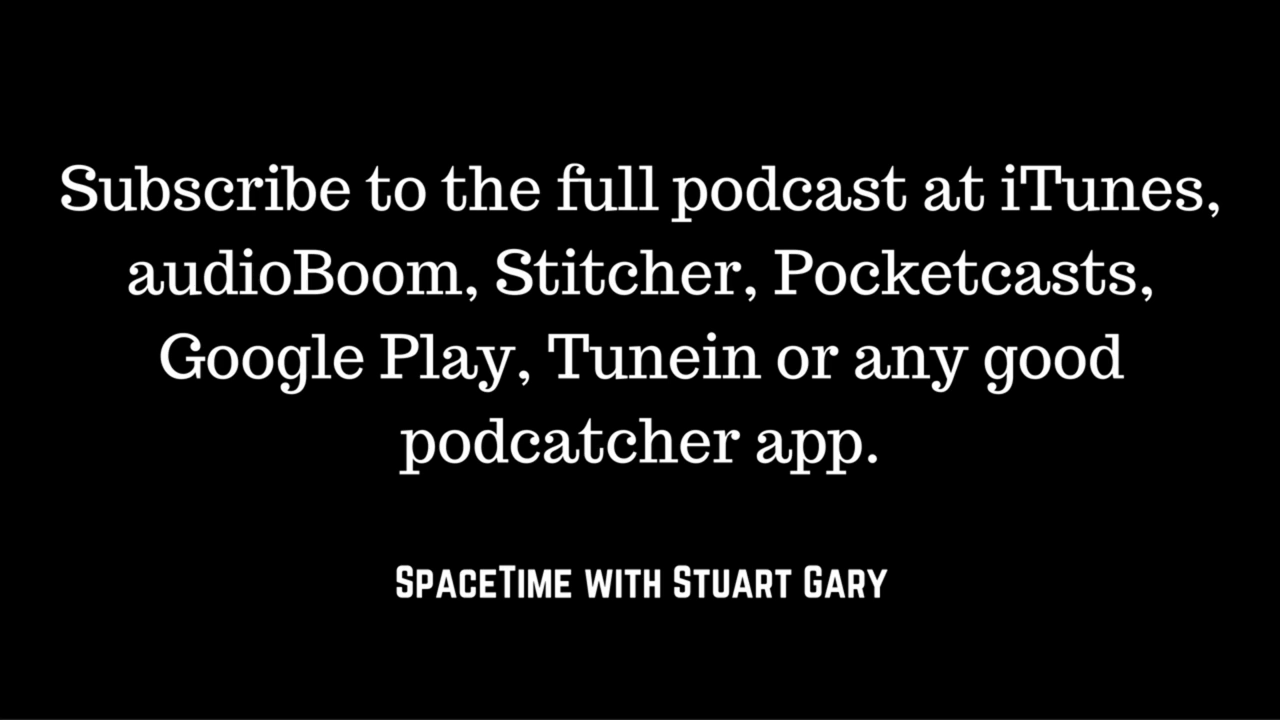 Subscribe to the full podcast at iTunes,
audioBoom, Stitcher, Pocketcasts,
Google Play, Tunein or any good
podcatcher app.
SpaceTime with Stuart Gary